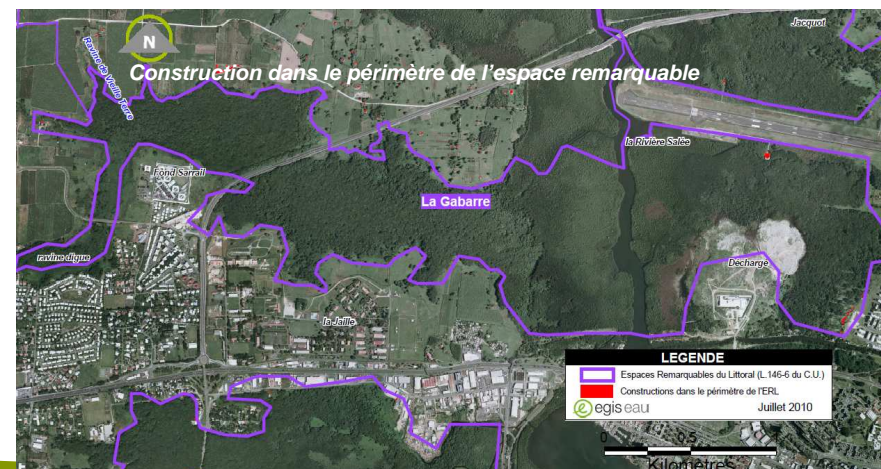 Jacquot
N
Construction dans le périmètre de l'espace remarquable
Ravine de Vieille Terre
la Rivière Salée
Fond Sarrail
La Gabarre
ravine digue
Décharge
la Jaille
LEGENDE
Espaces Remarquables du Littoral (L.146-6 du C.U.)
Constructions dans le périmètre de l'ERL
egis eau
Juillet 2010
0 0,5 1
Kilomètres